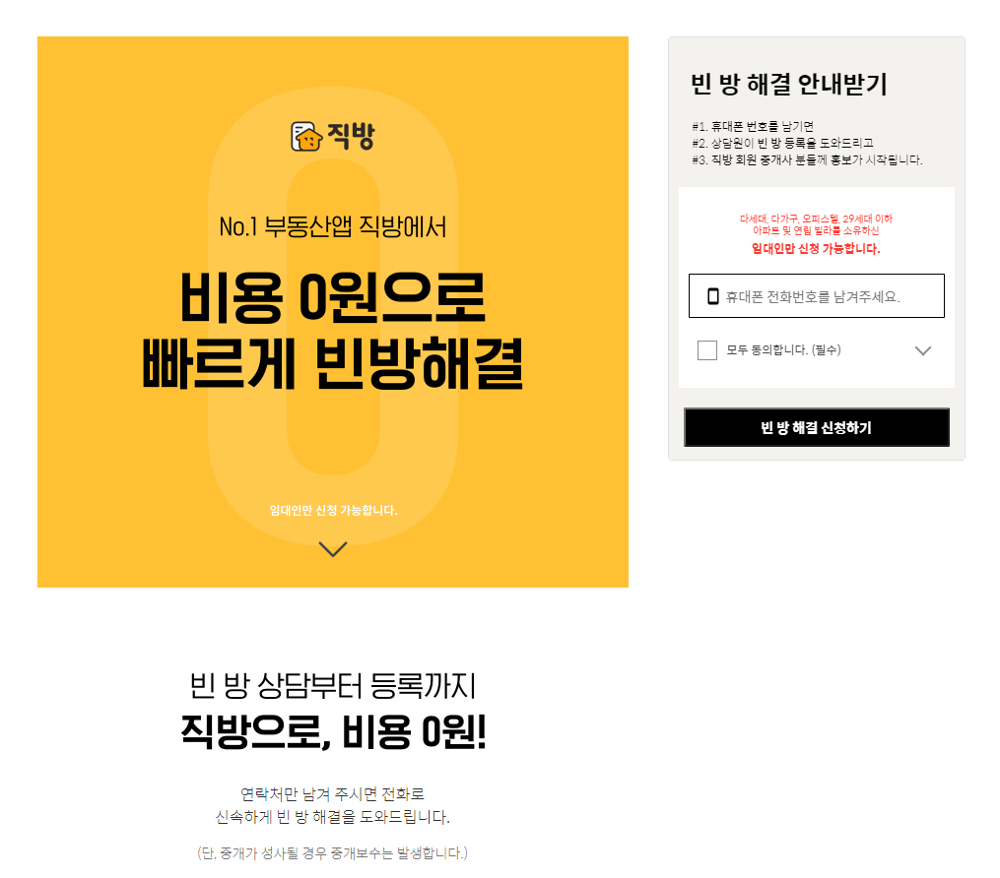 직방
No.1 부동산앱 직방에서
비용 0원으로
빠르게 빈방해결
임대인만 신청 가능합니다.
빈 방 상담부터 등록까지
직방으로, 비용 0원!
연락처만 남겨 주시면 전화로
신속하게 빈 방 해결을 도와드립니다.
(단, 중개가 성사될 경우 중개보수는 발생합니다.)
빈 방 해결 안내받기
#1. 휴대폰 번호를 남기면
#2. 상담원이 빈 방 등록을 도와드리고
#3. 직방 회원 중개사 분들께 홍보가 시작됩니다.
다세대, 다가구, 오피스텔, 29세대 이하
아파트 및 연립 빌라를 소유하신
임대인만 신청 가능합니다.
휴대폰 전화번호를 남겨주세요.
모두 동의합니다. (필수)
빈 방 해결 신청하기